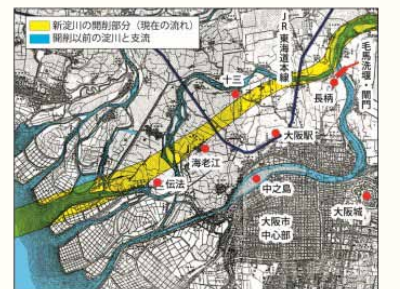 新淀川の開削部分（現在の流れ）
開削以前の淀川と支流
JR東海道本線
毛馬洗堰・閘門
十三
長柄
大阪駅
海老江
伝法
中之島
大阪城
大阪市
中心部